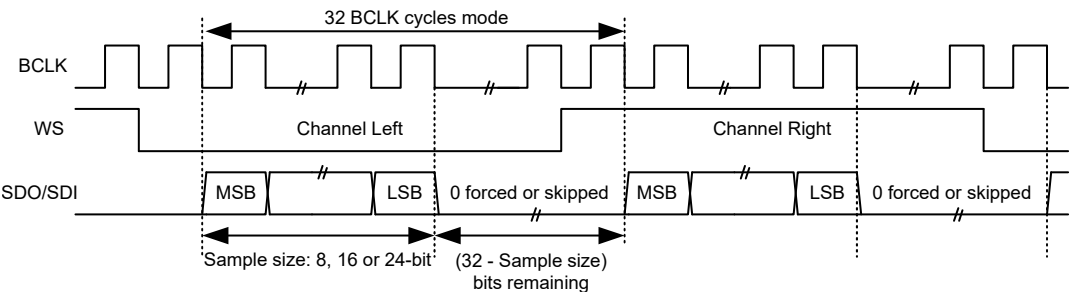 32 BCLK cycles mode
BCLK
WS
Channel Left
Channel Right
SDO/SDI
MSB
LSB
0 forced or skipped
MSB
LSB
0 forced or skipped
Sample size: 8, 16 or 24-bit
(32 - Sample size)
bits remaining